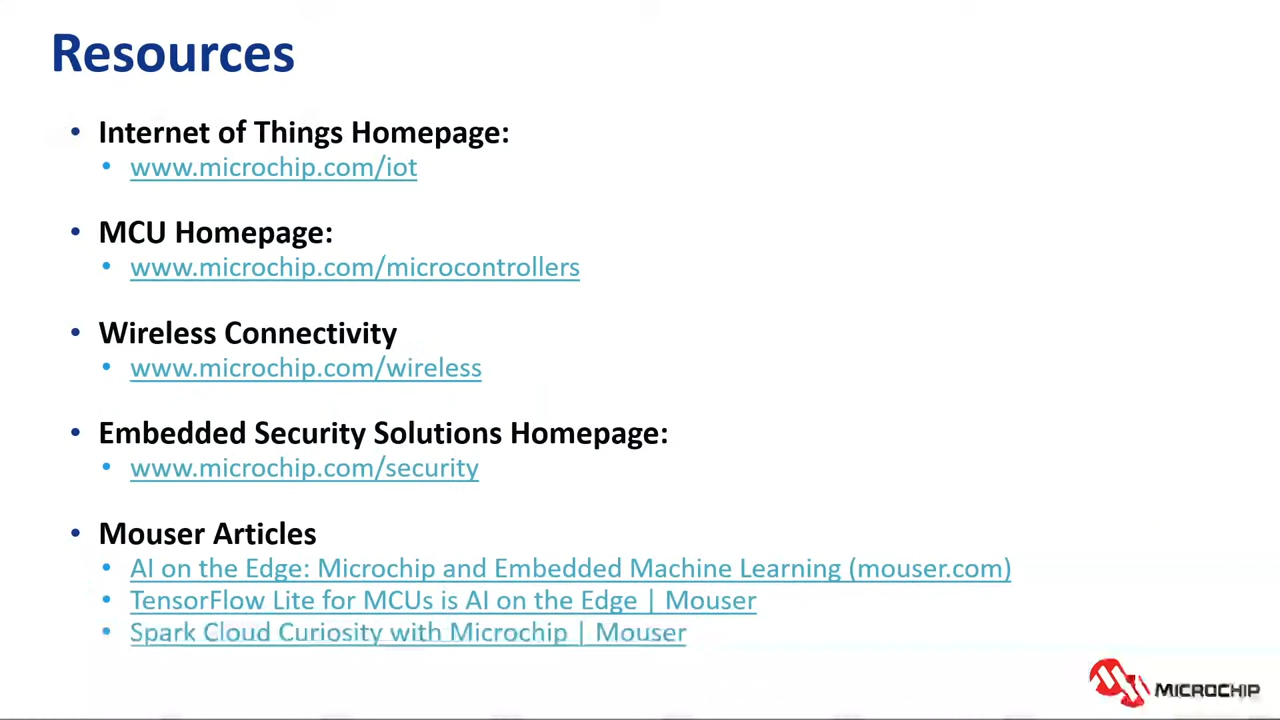 Resources
• Internet of Things Homepage:
• www.microchip.com/iot
• MCU Homepage:
• www.microchip.com/microcontrollers
• Wireless Connectivity
• www.microchip.com/wireless
• Embedded Security Solutions Homepage:
• www.microchip.com/security
• Mouser Articles
• AI on the Edge: Microchip and Embedded Machine Learning (mouser.com)
• TensorFlow Lite for MCUs is AI on the Edge | Mouser
• Spark Cloud Curiosity with Microchip | Mouser
MICROCHIP